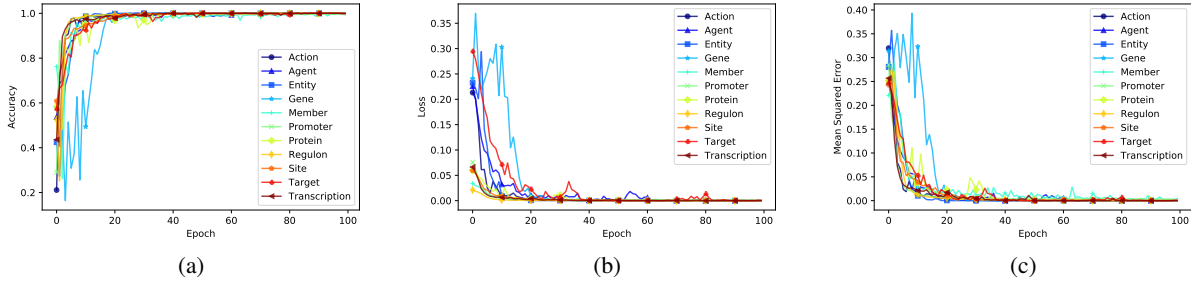 1.0
0.8
0.6
0.4
0.2
Accuracy
0 20 40 60 80 100
Epoch
Action
Agent
Entity
Gene
Member
Promoter
Protein
Regulon
Site
Target
Transcription
(a)
0.35
0.30
0.25
0.20
0.15
0.10
0.05
0.00
Loss
0 20 40 60 80 100
Epoch
Action
Agent
Entity
Gene
Member
Promoter
Protein
Regulon
Site
Target
Transcription
(b)
0.40
0.35
0.30
0.25
0.20
0.15
0.10
0.05
0.00
Mean Squared Error
0 20 40 60 80 100
Epoch
Action
Agent
Entity
Gene
Member
Promoter
Protein
Regulon
Site
Target
Transcription
(c)